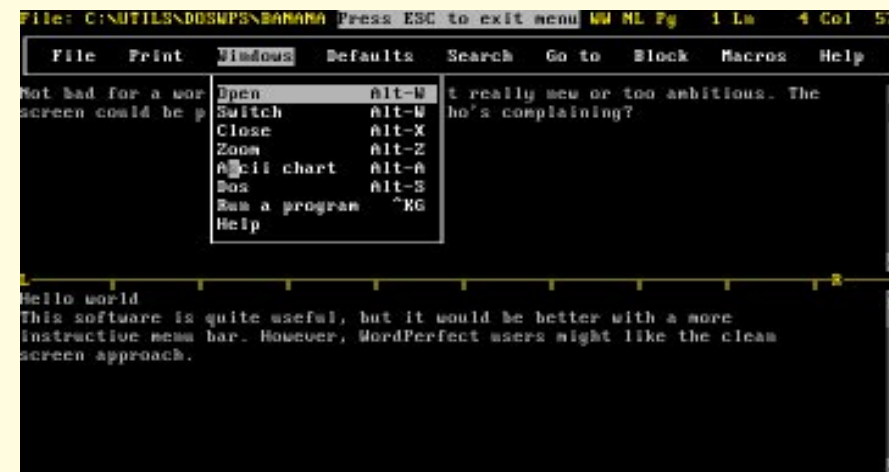 File: C:\UTILS\DOSWPS\BANANA Press ESC to exit menu WW NL Pg 1 Ln 4 Col 5
File Print Windows Defaults Search Go to Block Macros Help
Not bad for a wor
screen could be p
Open Alt-W
Switch Alt-W
Close Alt-X
Zoom Alt-Z
Ascii chart Alt-A
Dos Alt-S
Run a program ^KG
Help
t really new or too ambitious. The
ho's complaining?
L R
Hello world
This software is quite useful, but it would be better with a more
instructive menu bar. However, WordPerfect users might like the clean
screen approach.